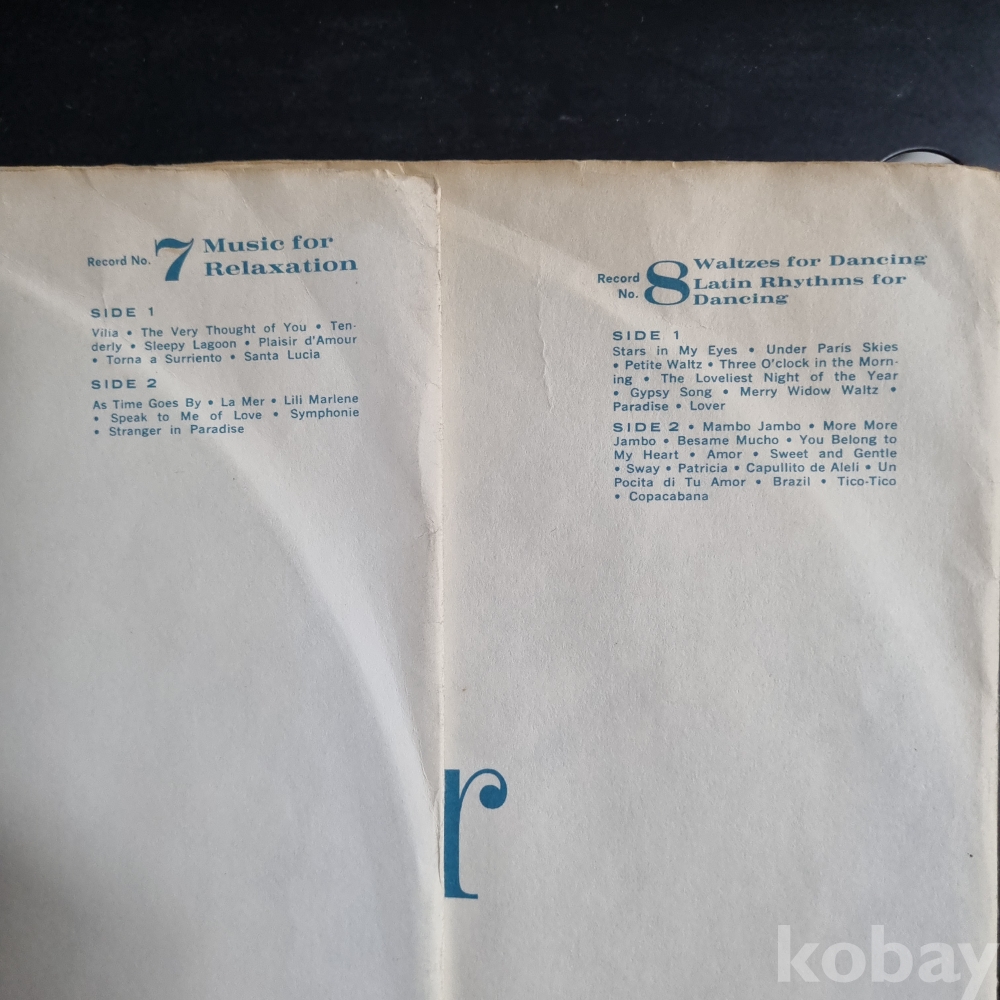 Record No. 7 Music for
Relaxation
SIDE 1
Vilia • The Very Thought of You • Ten-
derly • Sleepy Lagoon • Plaisir d'Amour
• Torna a Surriento • Santa Lucia
SIDE 2
As Time Goes By • La Mer • Lili Marlene
• Speak to Me of Love • Symphonie
• Stranger in Paradise
Record No. 8 Waltzes for Dancing
Latin Rhythms for
Dancing
SIDE 1
Stars in My Eyes • Under Paris Skies
• Petite Waltz • Three O'clock in the Morn-
ing • The Loveliest Night of the Year
• Gypsy Song • Merry Widow Waltz •
Paradise • Lover
SIDE 2 • Mambo Jambo • More More
Jambo • Besame Mucho • You Belong to
My Heart • Amor • Sweet and Gentle
• Sway • Patricia • Capullito de Aleli • Un
Pocita di Tu Amor • Brazil • Tico-Tico
• Copacabana
r
kobay